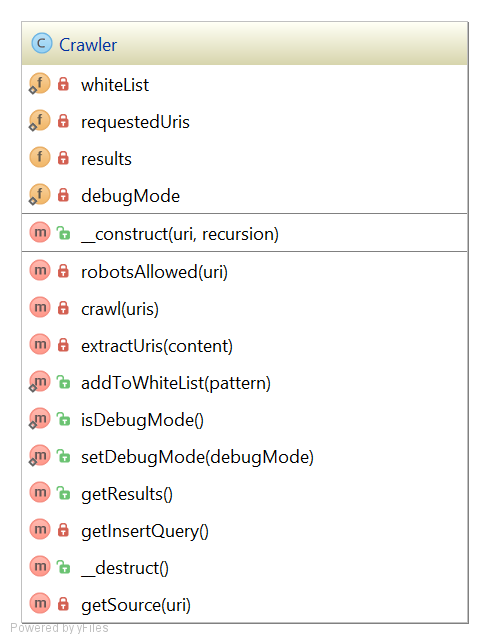 C Crawler
f whiteList
f requestedUris
f results
f debugMode
m __construct(uri, recursion)
m robotsAllowed(uri)
m crawl(uris)
m extractUris(content)
m addToWhiteList(pattern)
m isDebugMode()
m setDebugMode(debugMode)
m getResults()
m getInsertQuery()
m __destruct()
m getSource(uri)
Powered by yFiles